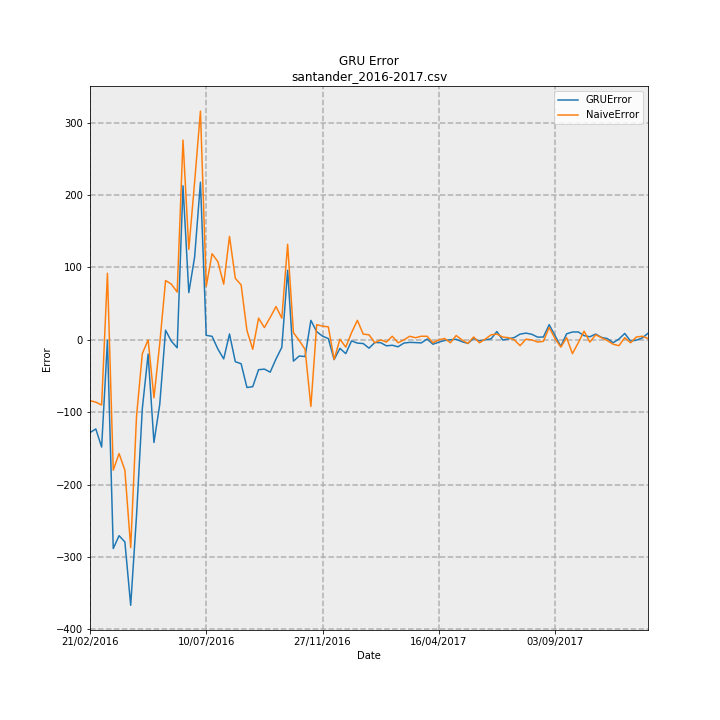 GRU Error
santander_2016-2017.csv
GRUError
NaiveError
300
200
100
0
−100
−200
−300
−400
Error
21/02/2016 10/07/2016 27/11/2016 16/04/2017 03/09/2017
Date